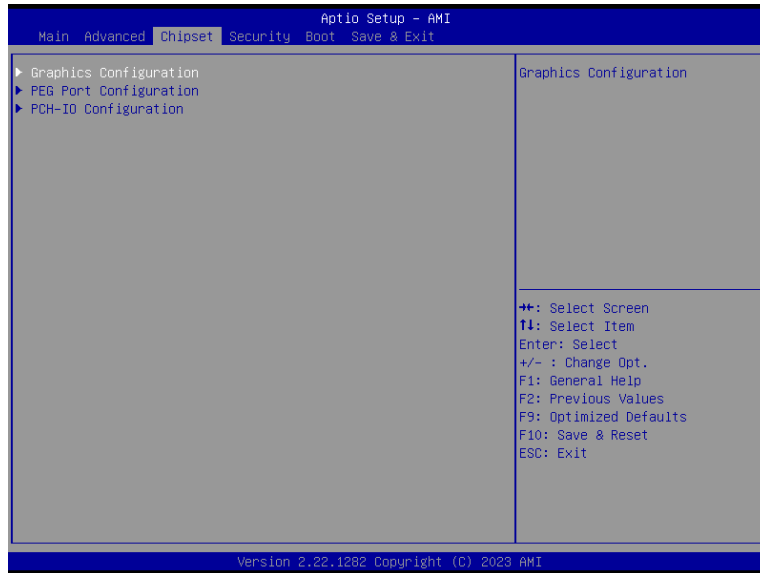 Aptio Setup – AMI
Main Advanced Chipset Security Boot Save & Exit
▶ Graphics Configuration
▶ PEG Port Configuration
▶ PCH-IO Configuration
Graphics Configuration
→←: Select Screen
↑↓: Select Item
Enter: Select
+/- : Change Opt.
F1: General Help
F2: Previous Values
F9: Optimized Defaults
F10: Save & Reset
ESC: Exit
Version 2.22.1282 Copyright (C) 2023 AMI